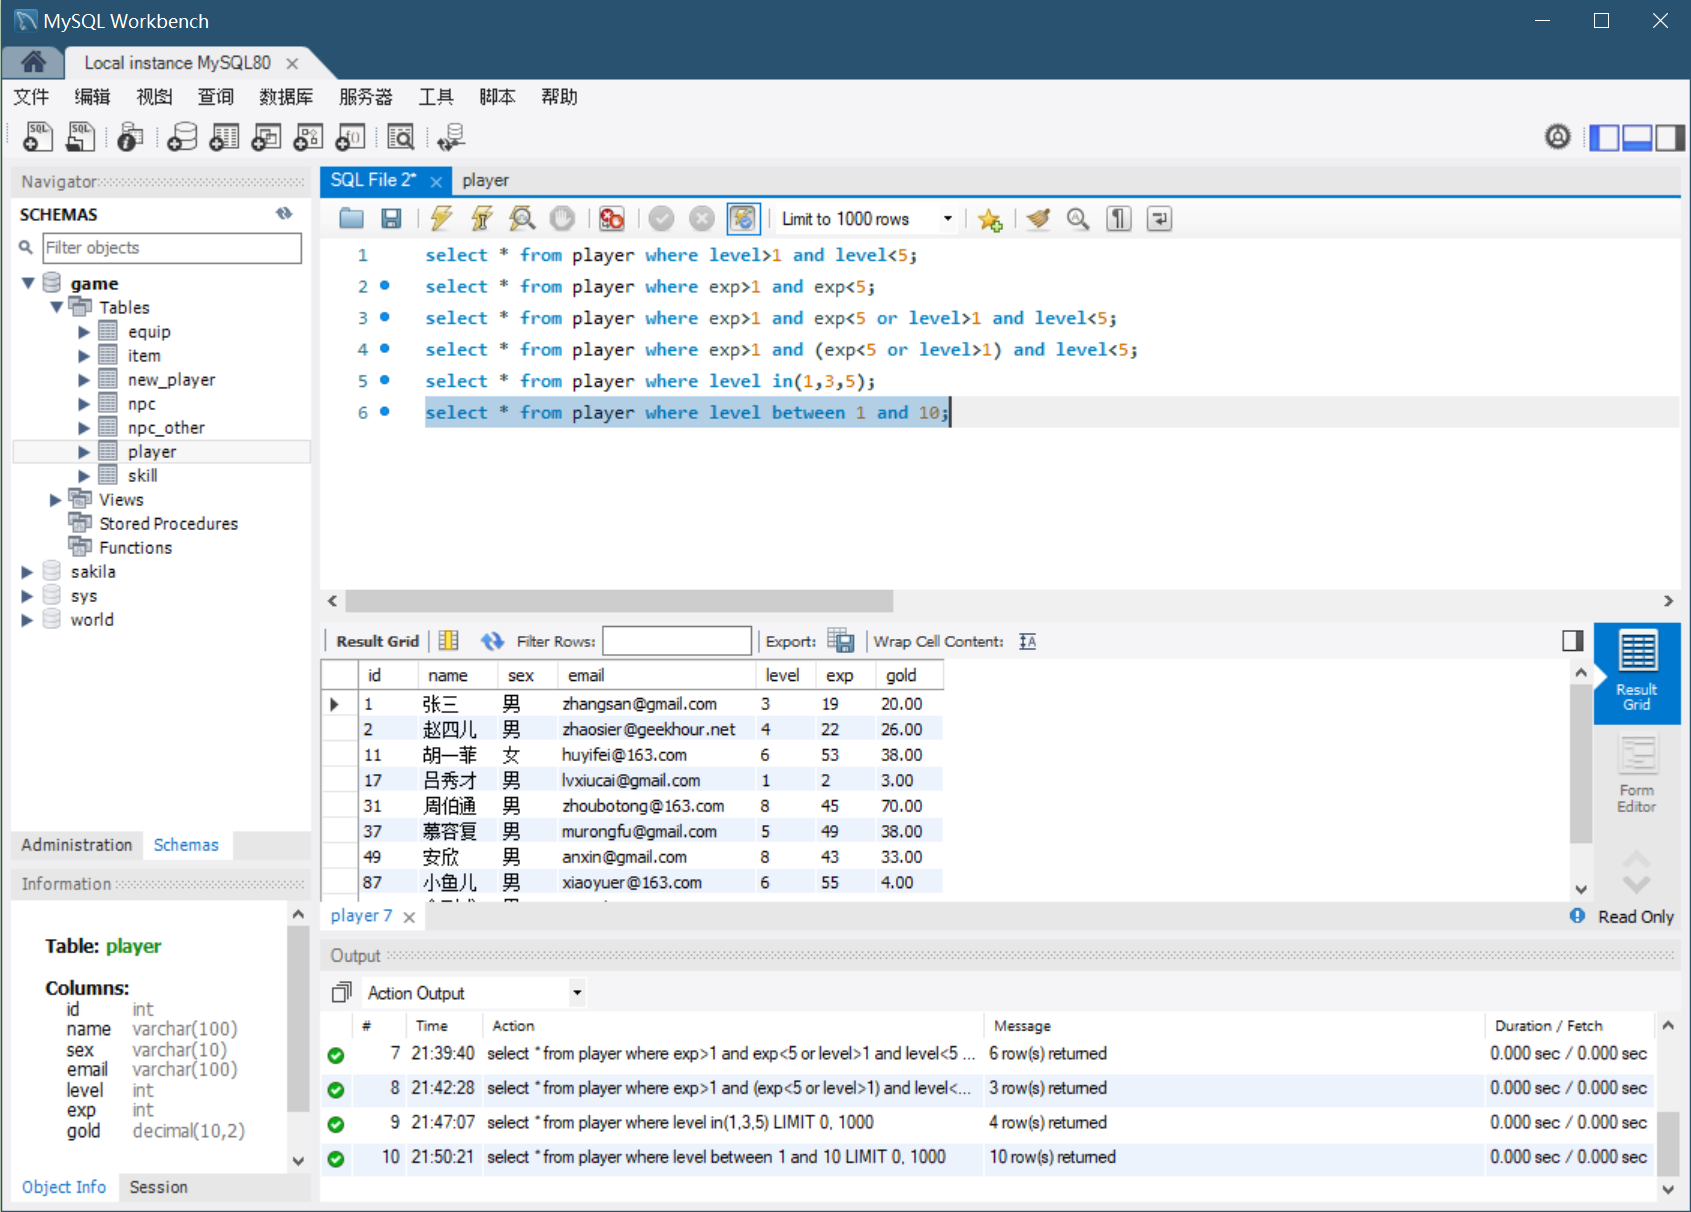 MySQL Workbench
Local instance MySQL80
文件 编辑 视图 查询 数据库 服务器 工具 脚本 帮助
Navigator
SCHEMAS
Filter objects
game
Tables
equip
item
new_player
npc
npc_other
player
skill
Views
Stored Procedures
Functions
sakila
sys
world
Administration Schemas
Information
Table: player
Columns:
id int
name varchar(100)
sex varchar(10)
email varchar(100)
level int
exp int
gold decimal(10,2)
Object Info Session
SQL File 2* player
Limit to 1000 rows
1 select * from player where level>1 and level<5;
2 select * from player where exp>1 and exp<5;
3 select * from player where exp>1 and exp<5 or level>1 and level<5;
4 select * from player where exp>1 and (exp<5 or level>1) and level<5;
5 select * from player where level in(1,3,5);
6 select * from player where level between 1 and 10;
Result Grid Filter Rows: Export: Wrap Cell Content:
id name sex email level exp gold
1 张三 男 zhangsan@gmail.com 3 19 20.00
2 赵四儿 男 zhaosier@geekhour.net 4 22 26.00
11 胡一菲 女 huyifei@163.com 6 53 38.00
17 吕秀才 男 lvxiucai@gmail.com 1 2 3.00
31 周伯通 男 zhoubotong@163.com 8 45 70.00
37 慕容复 男 murongfu@gmail.com 5 49 38.00
49 安欣 男 anxin@gmail.com 8 43 33.00
87 小鱼儿 男 xiaoyuer@163.com 6 55 4.00
Result Grid
Form Editor
player 7
Read Only
Output
Action Output
# Time Action Message Duration / Fetch
7 21:39:40 select * from player where exp>1 and exp<5 or level>1 and level<5 ... 6 row(s) returned 0.000 sec / 0.000 sec
8 21:42:28 select * from player where exp>1 and (exp<5 or level>1) and level<... 3 row(s) returned 0.000 sec / 0.000 sec
9 21:47:07 select * from player where level in(1,3,5) LIMIT 0, 1000 4 row(s) returned 0.000 sec / 0.000 sec
10 21:50:21 select * from player where level between 1 and 10 LIMIT 0, 1000 10 row(s) returned 0.000 sec / 0.000 sec